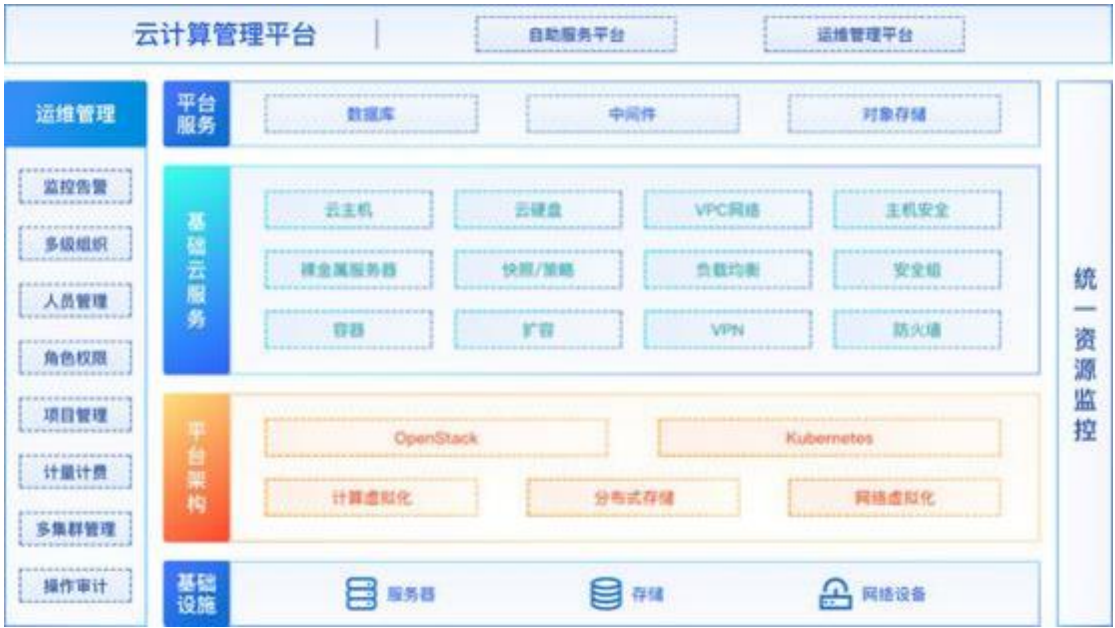 云计算管理平台
自助服务平台
运维管理平台
运维管理
监控告警
多级组织
人员管理
角色权限
项目管理
计量计费
多集群管理
操作审计
平台
服务
数据库
中间件
对象存储
基础云服务
云主机
云硬盘
VPC网络
主机安全
裸金属服务器
快照/策略
负载均衡
安全组
容器
扩容
VPN
防火墙
平台架构
OpenStack
Kubernetes
计算虚拟化
分布式存储
网络虚拟化
基础
设施
服务器
存储
网络设备
统一资源监控